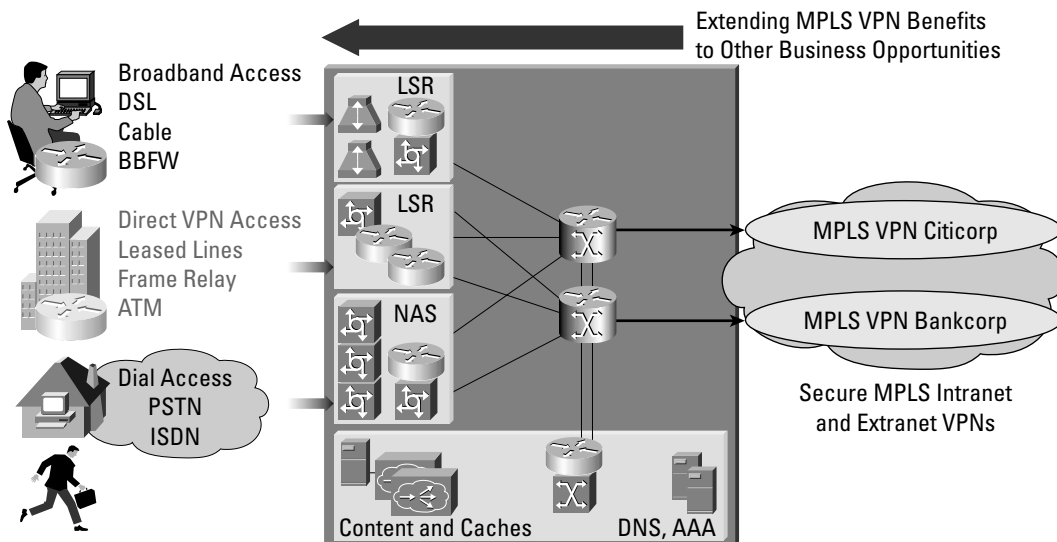 Extending MPLS VPN Benefits
to Other Business Opportunities
Broadband Access
DSL
Cable
BBFW
LSR
Direct VPN Access
Leased Lines
Frame Relay
ATM
LSR
MPLS VPN Citicorp
NAS
MPLS VPN Bankcorp
Dial Access
PSTN
ISDN
Secure MPLS Intranet
and Extranet VPNs
Content and Caches
DNS, AAA